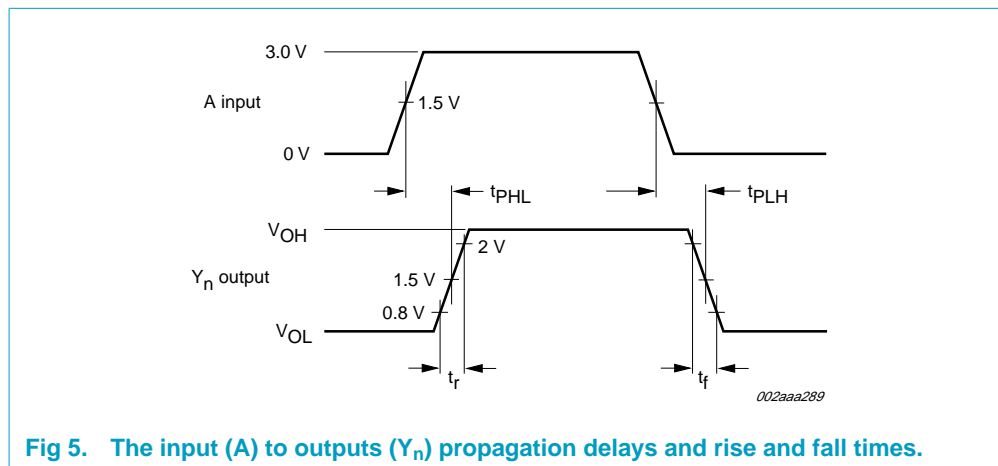 3.0 V
A input
1.5 V
0 V
tPHL
tPLH
VOH
2 V
Yn output
1.5 V
0.8 V
VOL
tr
tf
002aaa289
Fig 5. The input (A) to outputs (Yn) propagation delays and rise and fall times.